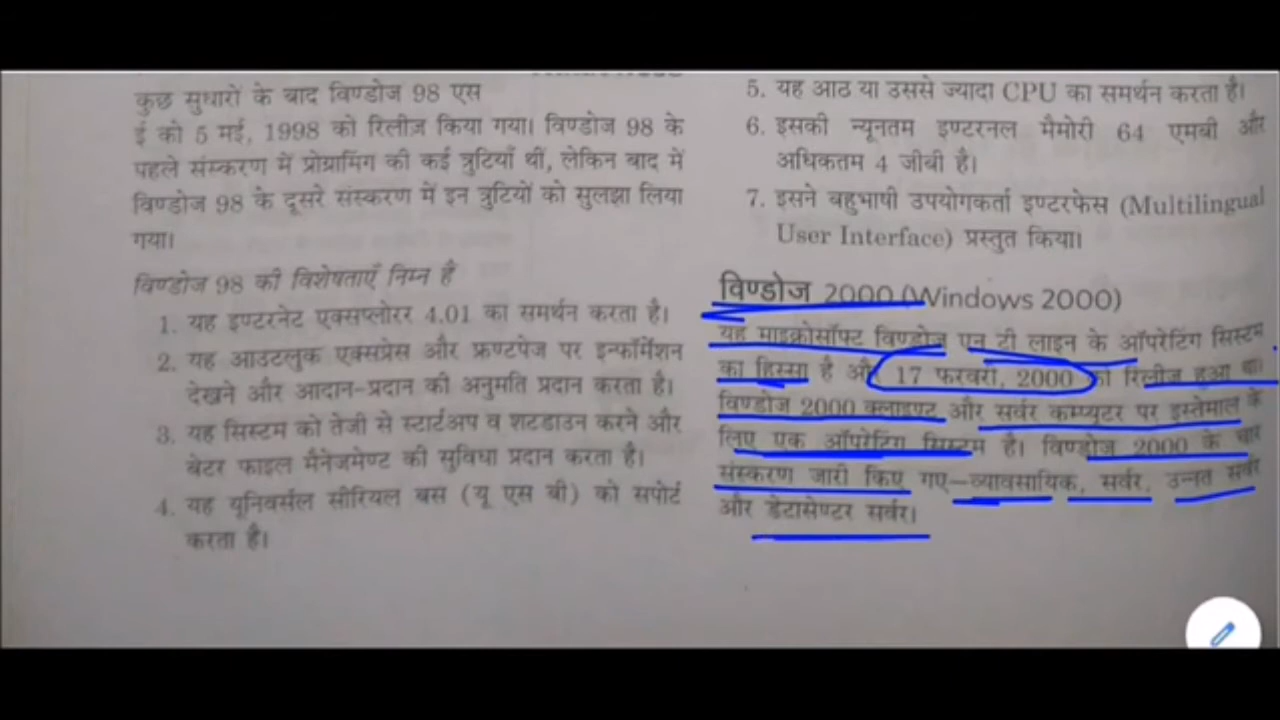 कुछ सुधारों के बाद विण्डोज 98 एस
ई को 5 मई, 1998 को रिलीज़ किया गया। विण्डोज 98 के
पहले संस्करण में प्रोग्रामिंग की कई त्रुटियाँ थीं, लेकिन बाद में
विण्डोज 98 के दूसरे संस्करण में इन त्रुटियों को सुलझा लिया
गया।
विण्डोज 98 की विशेषताएँ निम्न हैं
1. यह इण्टरनेट एक्सप्लोरर 4.01 का समर्थन करता है।
2. यह आउटलुक एक्सप्रेस और फ्रण्टपेज पर इन्फॉर्मेशन
देखने और आदान-प्रदान की अनुमति प्रदान करता है।
3. यह सिस्टम को तेजी से स्टार्टअप व शटडाउन करने और
बेटर फाइल मैनेजमेण्ट की सुविधा प्रदान करता है।
4. यह यूनिवर्सल सीरियल बस (यू एस बी) को सपोर्ट
करता है।
5. यह आठ या उससे ज्यादा CPU का समर्थन करता है।
6. इसकी न्यूनतम इण्टरनल मैमोरी 64 एमबी और
अधिकतम 4 जीबी है।
7. इसने बहुभाषी उपयोगकर्ता इण्टरफेस (Multilingual
User Interface) प्रस्तुत किया।
विण्डोज 2000 (Windows 2000)
यह माइक्रोसॉफ्ट विण्डोज एन टी लाइन के ऑपरेटिंग सिस्टम
का हिस्सा है और 17 फरवरी, 2000 को रिलीज हुआ था।
विण्डोज 2000 क्लाइण्ट और सर्वर कम्प्यूटर पर इस्तेमाल के
लिए एक ऑपरेटिंग सिस्टम है। विण्डोज 2000 के चार
संस्करण जारी किए गए–व्यावसायिक, सर्वर, उन्नत सर्वर
और डेटासेण्टर सर्वर।